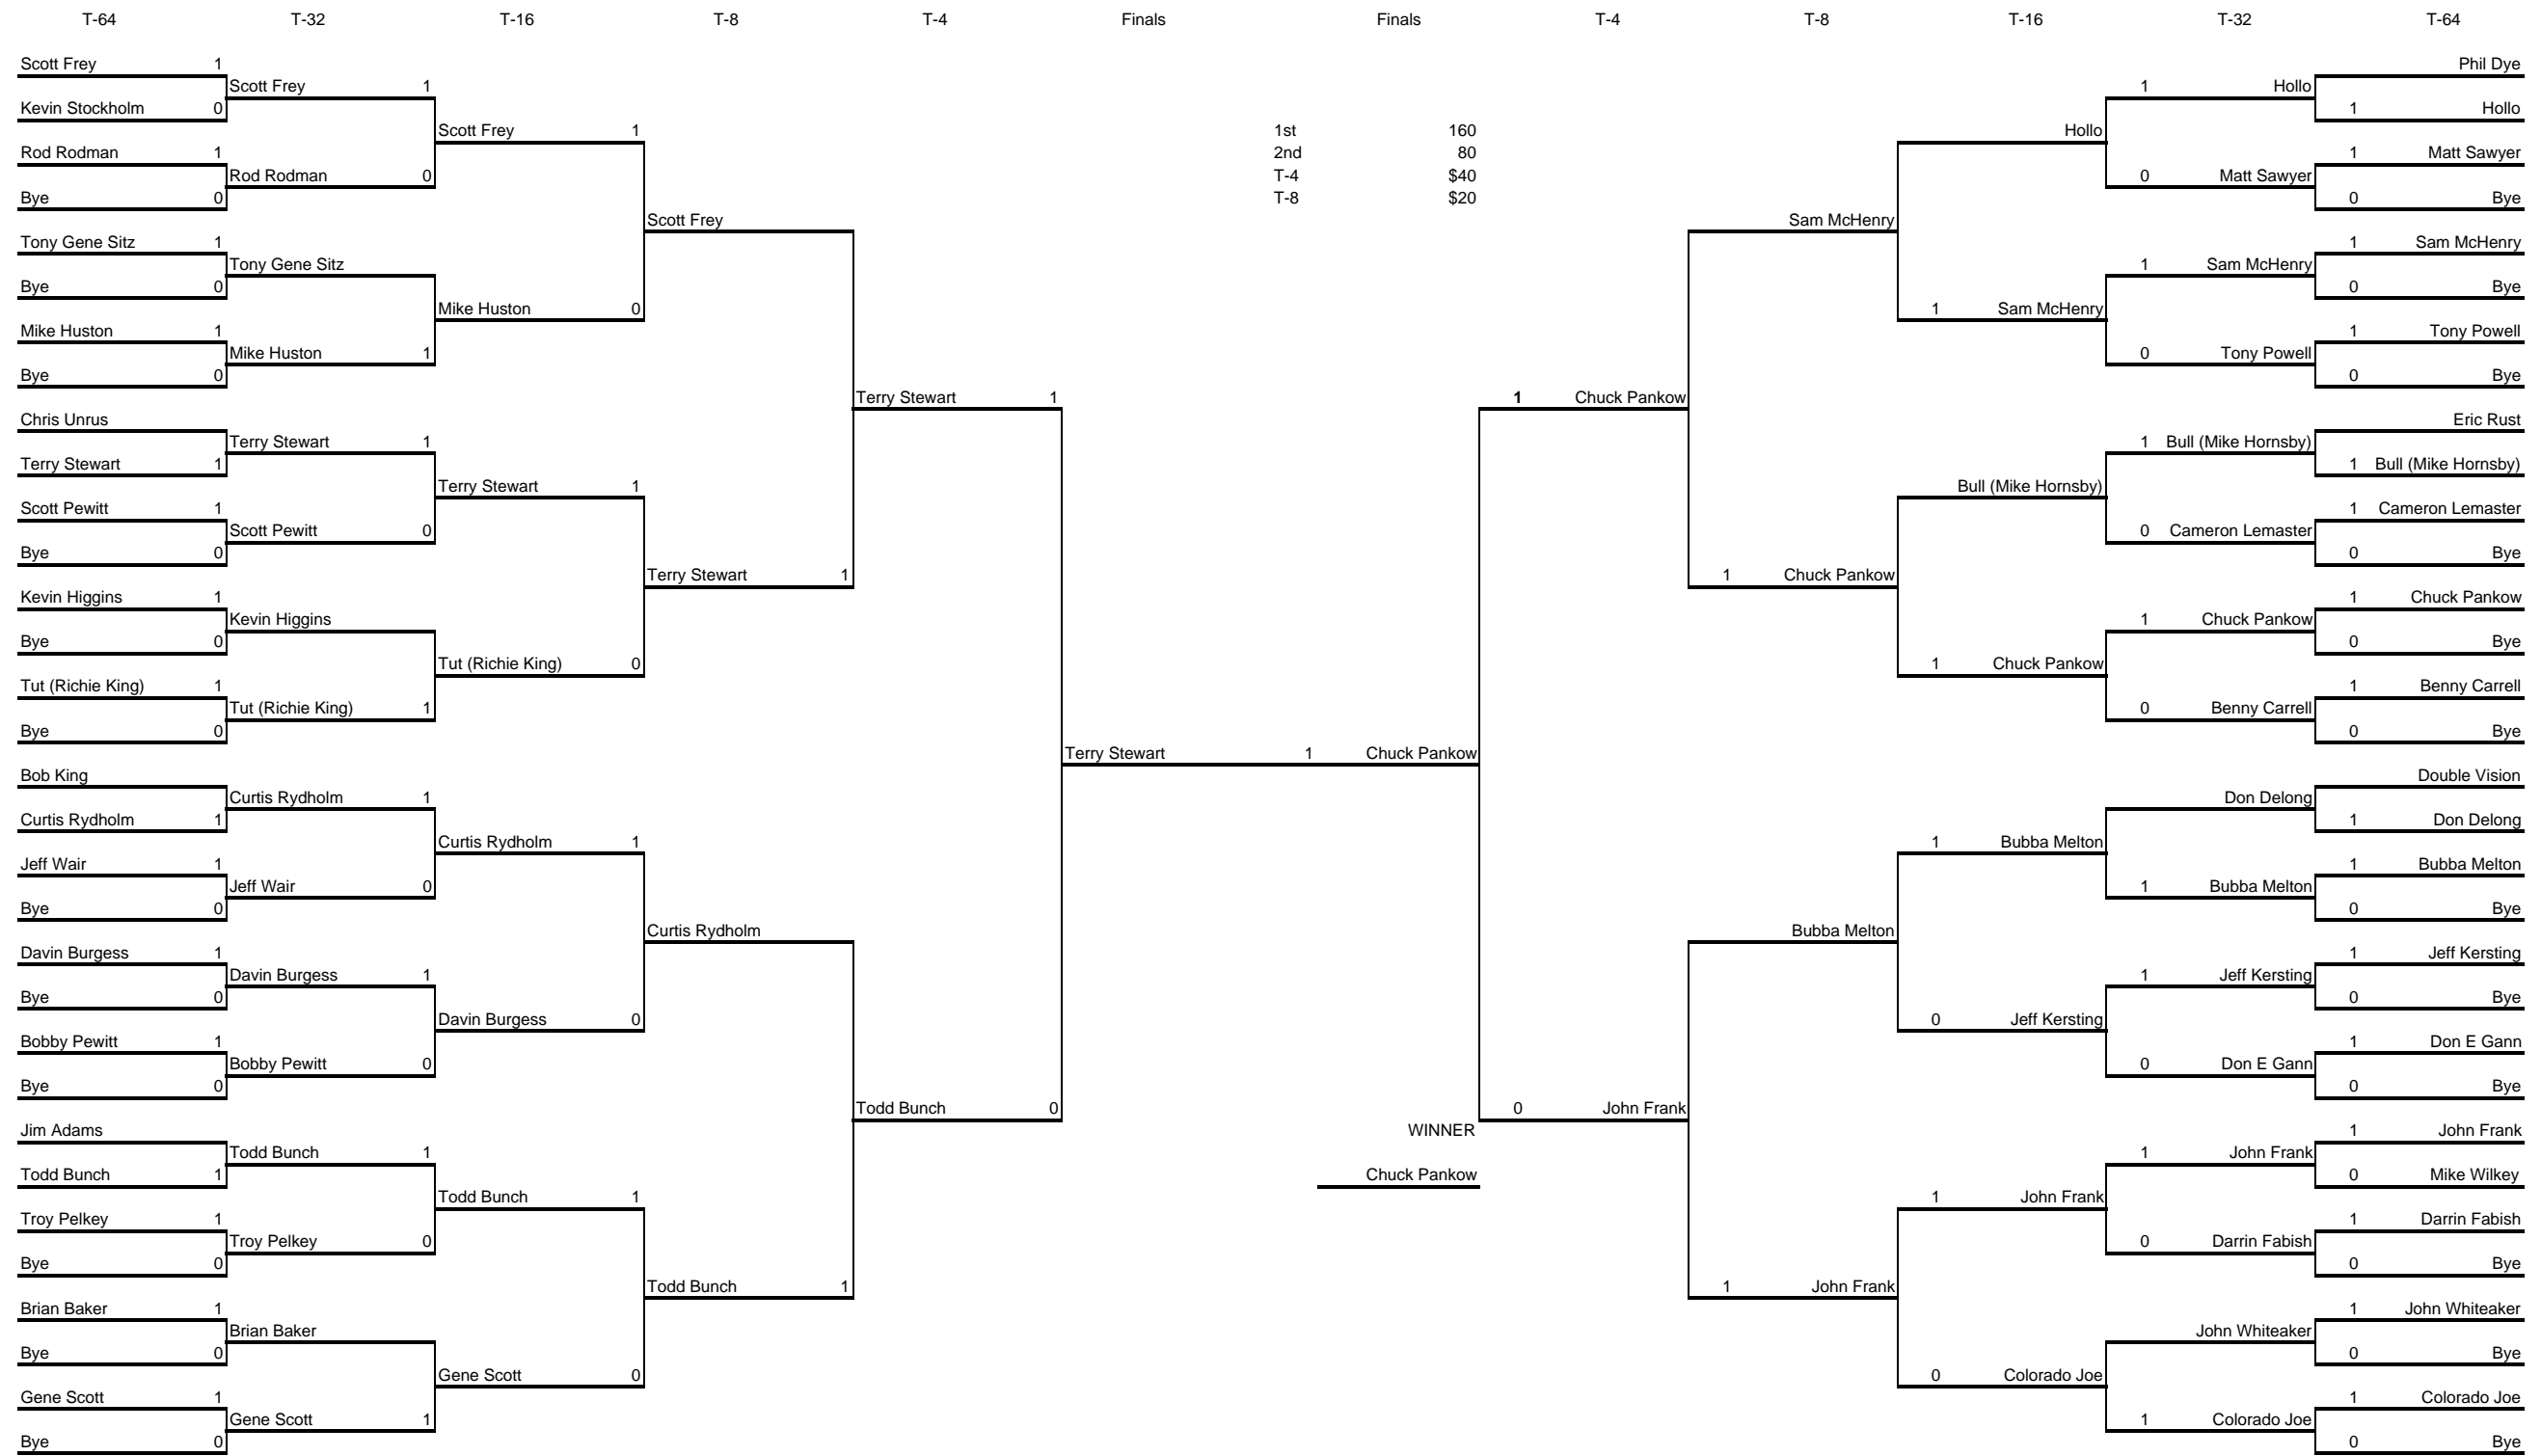 T-64 T-32 T-16 T-8 T-4 Finals Finals T-4 T-8 T-16 T-32 T-64
Scott Frey 1 Phil Dye
Scott Frey 1 1 Hollo
Kevin Stockholm 0 1 Hollo
Scott Frey 1 1st 160 Hollo
Rod Rodman 1 2nd 80 1 Matt Sawyer
Rod Rodman 0 T-4 $40 0 Matt Sawyer
Bye 0 T-8 $20 0 Bye
Scott Frey Sam McHenry
Tony Gene Sitz 1 1 Sam McHenry
Tony Gene Sitz 1 Sam McHenry
Bye 0 0 Bye
Mike Huston 0 1 Sam McHenry
Mike Huston 1 1 Tony Powell
Mike Huston 1 0 Tony Powell
Bye 0 0 Bye
Terry Stewart 1 1 Chuck Pankow
Chris Unrus Eric Rust
Terry Stewart 1 1 Bull (Mike Hornsby)
Terry Stewart 1 1 Bull (Mike Hornsby)
Terry Stewart 1 Bull (Mike Hornsby)
Scott Pewitt 1 1 Cameron Lemaster
Scott Pewitt 0 0 Cameron Lemaster
Bye 0 0 Bye
Terry Stewart 1 1 Chuck Pankow
Kevin Higgins 1 1 Chuck Pankow
Kevin Higgins 1 Chuck Pankow
Bye 0 0 Bye
Tut (Richie King) 0 1 Chuck Pankow
Tut (Richie King) 1 1 Benny Carrell
Tut (Richie King) 1 0 Benny Carrell
Bye 0 0 Bye
Terry Stewart 1 Chuck Pankow
Bob King Double Vision
Curtis Rydholm 1 Don Delong
Curtis Rydholm 1 1 Don Delong
Curtis Rydholm 1 1 Bubba Melton
Jeff Wair 1 1 Bubba Melton
Jeff Wair 0 1 Bubba Melton
Bye 0 0 Bye
Curtis Rydholm Bubba Melton
Davin Burgess 1 1 Jeff Kersting
Davin Burgess 1 1 Jeff Kersting
Bye 0 0 Bye
Davin Burgess 0 0 Jeff Kersting
Bobby Pewitt 1 1 Don E Gann
Bobby Pewitt 0 0 Don E Gann
Bye 0 0 Bye
Todd Bunch 0 0 John Frank
Jim Adams WINNER 1 John Frank
Todd Bunch 1 1 John Frank
Todd Bunch 1 Chuck Pankow 0 Mike Wilkey
Todd Bunch 1 1 John Frank
Troy Pelkey 1 1 Darrin Fabish
Troy Pelkey 0 0 Darrin Fabish
Bye 0 0 Bye
Todd Bunch 1 1 John Frank
Brian Baker 1 1 John Whiteaker
Brian Baker John Whiteaker
Bye 0 0 Bye
Gene Scott 0 0 Colorado Joe
Gene Scott 1 1 Colorado Joe
Gene Scott 1 1 Colorado Joe
Bye 0 0 Bye